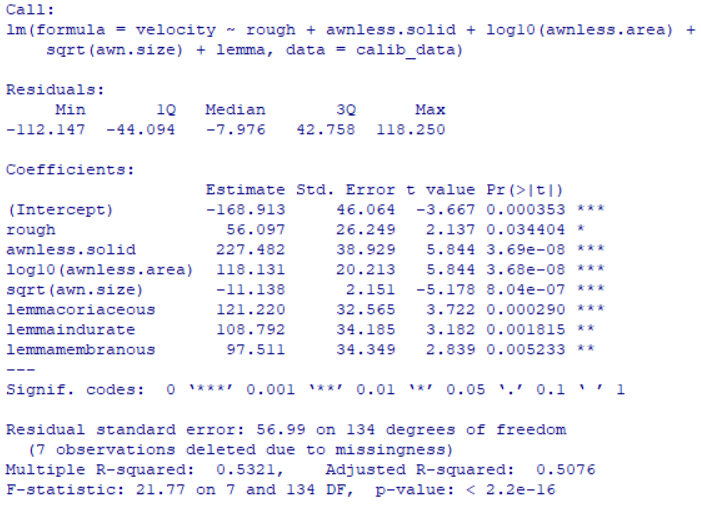 Call:
lm(formula = velocity ~ rough + awnless.solid + log10(awnless.area) +
    sqrt(awn.size) + lemma, data = calib_data)

Residuals:
     Min       1Q   Median       3Q      Max
-112.147  -44.094   -7.976   42.758  118.250

Coefficients:
                    Estimate Std. Error t value Pr(>|t|)
(Intercept)         -168.913     46.064  -3.667 0.000353 ***
rough                 56.097     26.249   2.137 0.034404 *
awnless.solid        227.482     38.929   5.844 3.69e-08 ***
log10(awnless.area)  118.131     20.213   5.844 3.68e-08 ***
sqrt(awn.size)       -11.138      2.151  -5.178 8.04e-07 ***
lemmacoriaceous      121.220     32.565   3.722 0.000290 ***
lemmaindurate        108.792     34.185   3.182 0.001815 **
lemmamembranous       97.511     34.349   2.839 0.005233 **
---
Signif. codes:  0 ‘***’ 0.001 ‘**’ 0.01 ‘*’ 0.05 ‘.’ 0.1 ‘ ’ 1

Residual standard error: 56.99 on 134 degrees of freedom
  (7 observations deleted due to missingness)
Multiple R-squared:  0.5321,    Adjusted R-squared:  0.5076
F-statistic: 21.77 on 7 and 134 DF,  p-value: < 2.2e-16